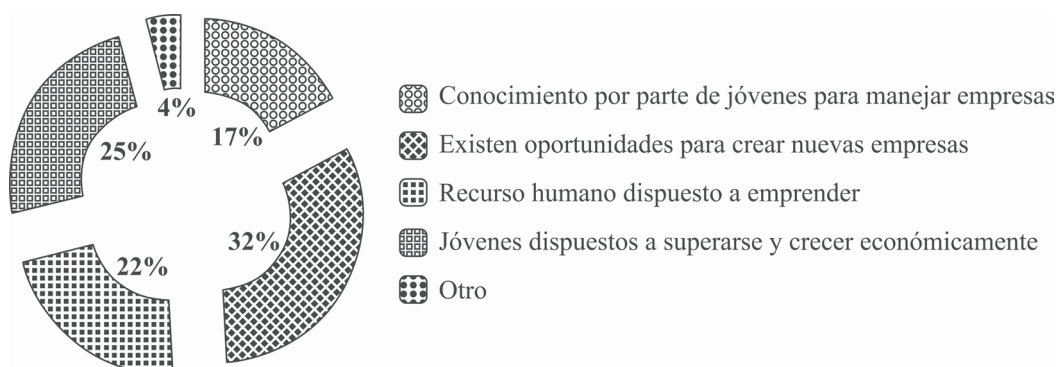 4%
17%
25%
32%
22%
Conocimiento por parte de jóvenes para manejar empresas
Existen oportunidades para crear nuevas empresas
Recurso humano dispuesto a emprender
Jóvenes dispuestos a superarse y crecer económicamente
Otro